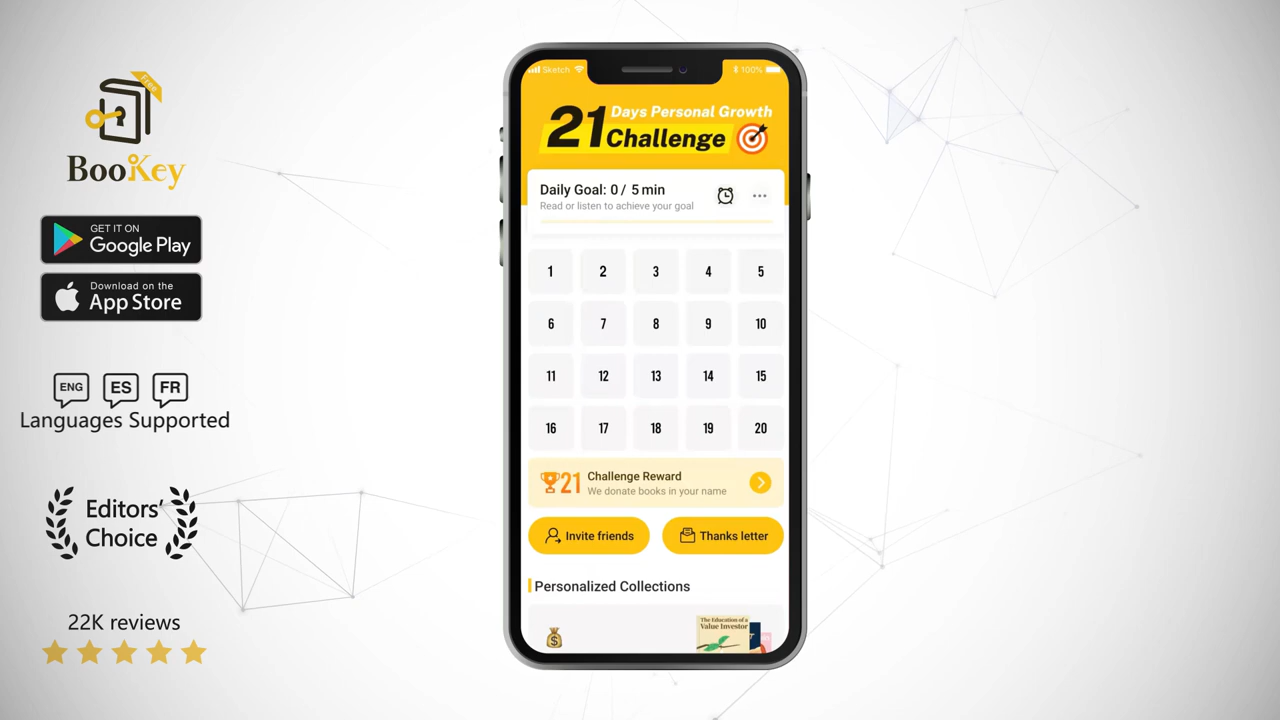 Free
BooKey
GET IT ON
Google Play
Download on the
App Store
ENG
ES
FR
Languages Supported
Editors'
Choice
22K reviews
Sketch
100%
21 Days Personal Growth
Challenge
Daily Goal: 0 / 5 min
Read or listen to achieve your goal
1 2 3 4 5
6 7 8 9 10
11 12 13 14 15
16 17 18 19 20
21 Challenge Reward
We donate books in your name
Invite friends
Thanks letter
Personalized Collections
$
The Education of a
Value Investor